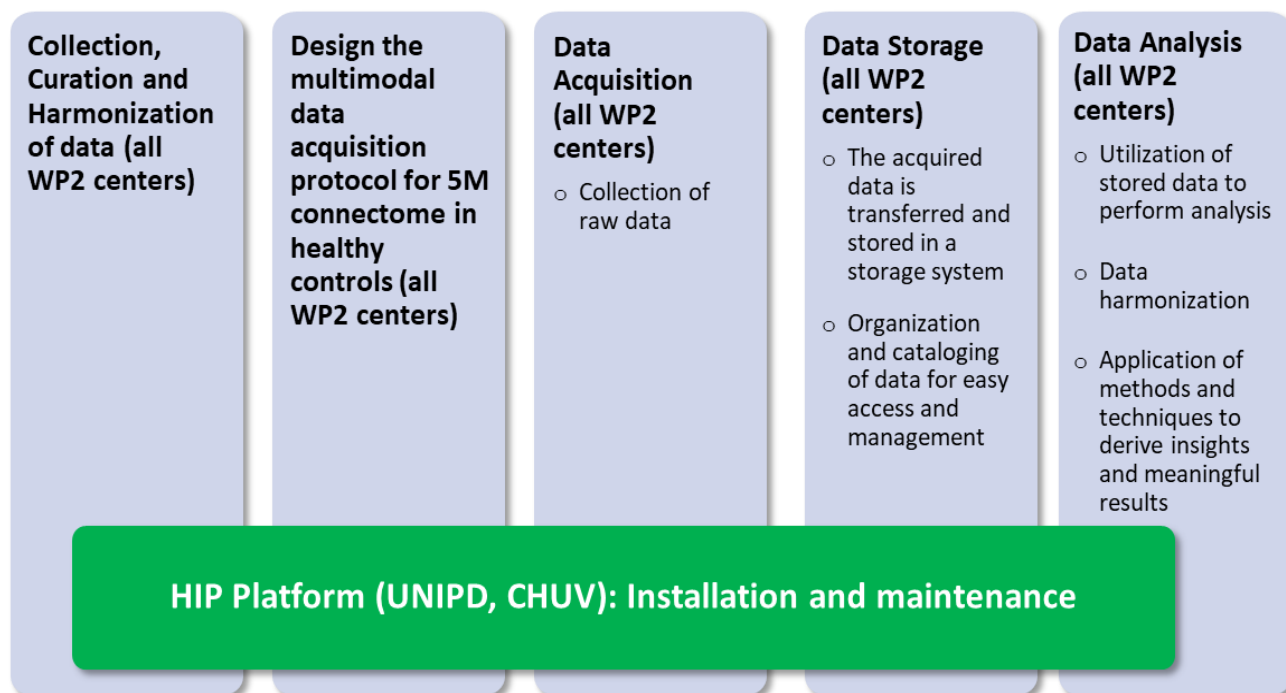 Collection,
Curation and
Harmonization
of data (all
WP2 centers)
Design the
multimodal
data
acquisition
protocol for 5M
connectome in
healthy
controls (all
WP2 centers)
Data
Acquisition
(all WP2
centers)
o Collection of
raw data
Data Storage
(all WP2
centers)
o The acquired
data is
transferred and
stored in a
storage system
o Organization
and cataloging
of data for easy
access and
management
Data Analysis
(all WP2
centers)
o Utilization of
stored data to
perform analysis
o Data
harmonization
o Application of
methods and
techniques to
derive insights
and meaningful
results
HIP Platform (UNIPD, CHUV): Installation and maintenance